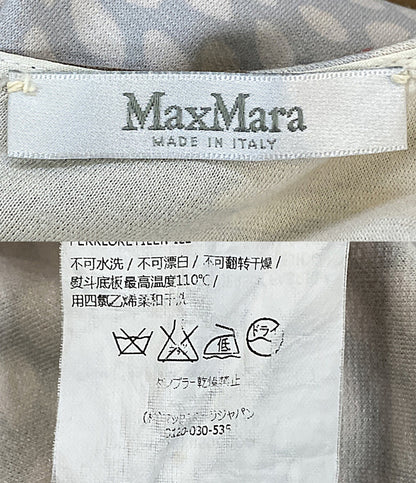 MaxMara
MADE IN ITALY
不可水洗/不可漂白/不可翻转干燥/
熨斗底板最高温度110℃/
用四氯乙烯柔和干洗
低 ドライ
タンブラー乾燥禁止
0120-030-535